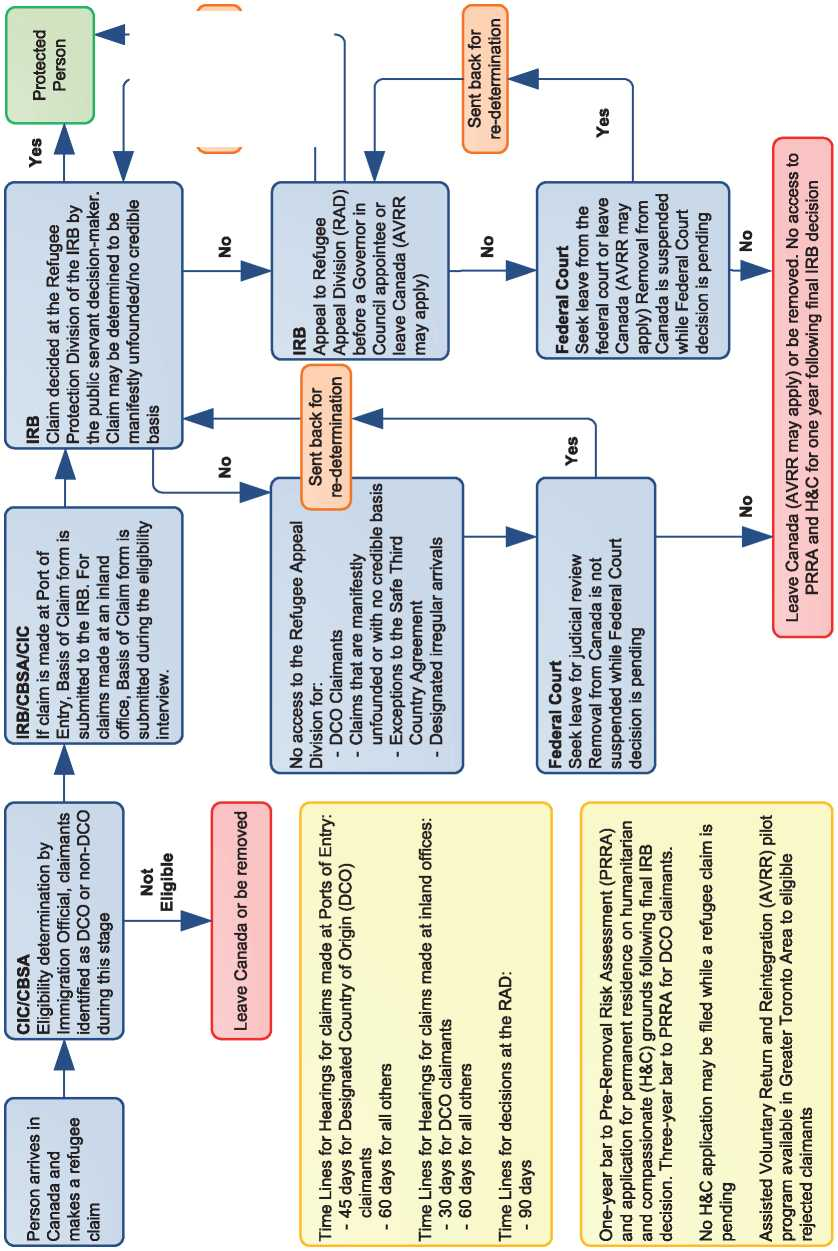 Person arrives in
Canada and
makes a refugee
claim
CIC/CBSA
Eligibility determination by
Immigration Official, claimants
identified as DCO or non-DCO
during this stage
Not
Eligible
Leave Canada or be removed
IRB/CBSA/CIC
If claim is made at Port of
Entry, Basis of Claim form is
submitted to the IRB. For
claims made at an inland
office, Basis of Claim form is
submitted during the eligibility
interview.
IRB
Claim decided at the Refugee
Protection Division of the IRB by
the public servant decision-maker.
Claim may be determined to be
manifestly unfounded/no credible
basis
Yes
Protected
Person
No
No
No access to the Refugee Appeal
Division for:
- DCO Claimants
- Claims that are manifestly
unfounded or with no credible basis
- Exceptions to the Safe Third
Country Agreement
- Designated irregular arrivals
Sent back for
re-determination
IRB
Appeal to Refugee
Appeal Division (RAD)
before a Governor in
Council appointee or
leave Canada (AVRR
may apply)
Sent back for
re-determination
No
Yes
Yes
Federal Court
Seek leave for judicial review
Removal from Canada is not
suspended while Federal Court
decision is pending
Federal Court
Seek leave from the
federal court or leave
Canada (AVRR may
apply) Removal from
Canada is suspended
while Federal Court
decision is pending
No
No
Leave Canada (AVRR may apply) or be removed. No access to
PRRA and H&C for one year following final IRB decision
Time Lines for Hearings for claims made at Ports of Entry:
- 45 days for Designated Country of Origin (DCO)
claimants
- 60 days for all others
Time Lines for Hearings for claims made at inland offices:
- 30 days for DCO claimants
- 60 days for all others
Time Lines for decisions at the RAD:
- 90 days
One-year bar to Pre-Removal Risk Assessment (PRRA)
and application for permanent residence on humanitarian
and compassionate (H&C) grounds following final IRB
decision. Three-year bar to PRRA for DCO claimants.
No H&C application may be filed while a refugee claim is
pending
Assisted Voluntary Return and Reintegration (AVRR) pilot
program available in Greater Toronto Area to eligible
rejected claimants